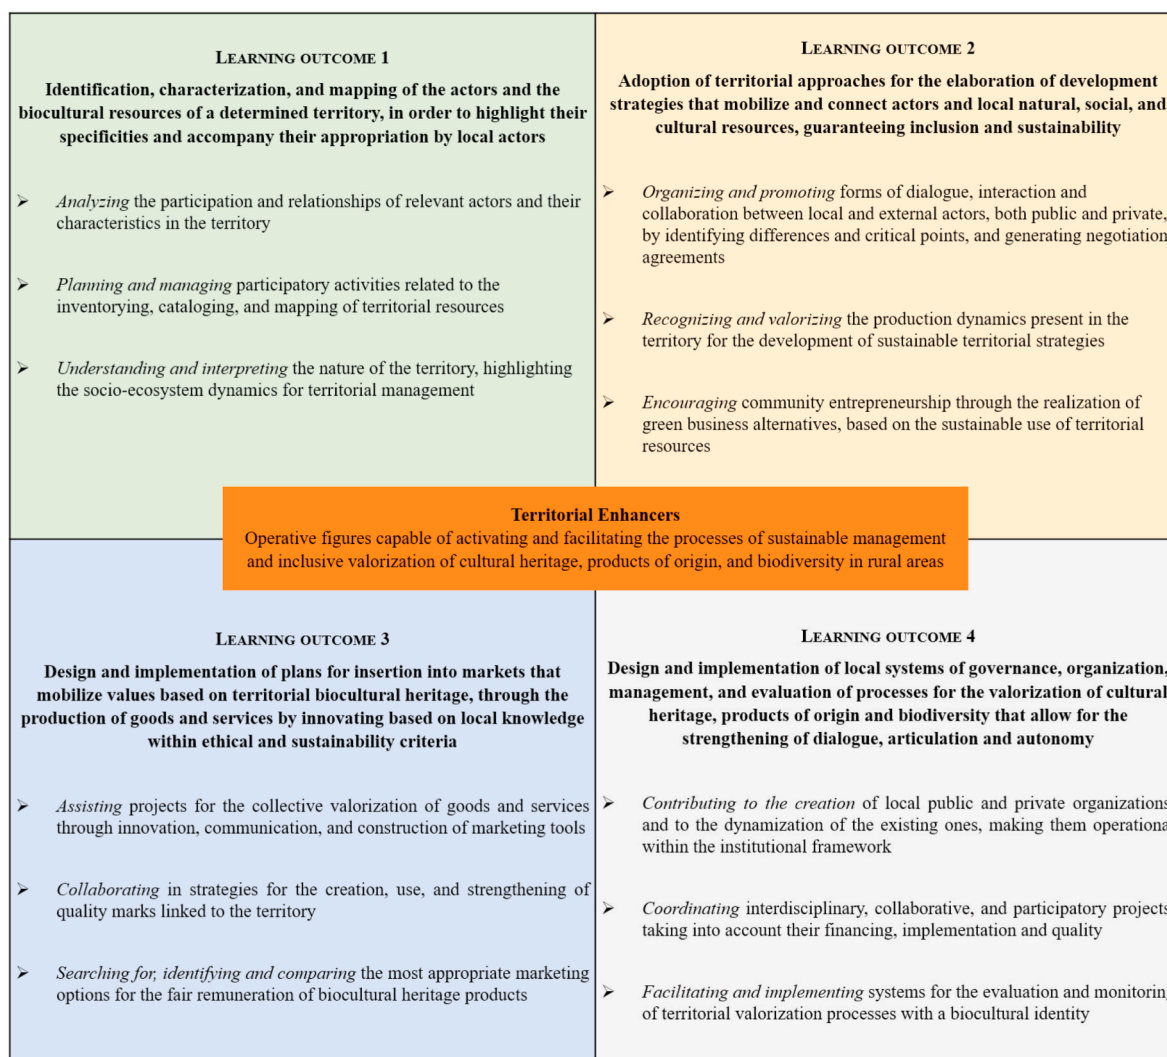 LEARNING OUTCOME 1
Identification, characterization, and mapping of the actors and the
biocultural resources of a determined territory, in order to highlight their
specificities and accompany their appropriation by local actors
➢ Analyzing the participation and relationships of relevant actors and their
characteristics in the territory
➢ Planning and managing participatory activities related to the
inventorying, cataloging, and mapping of territorial resources
➢ Understanding and interpreting the nature of the territory, highlighting
the socio-ecosystem dynamics for territorial management
LEARNING OUTCOME 2
Adoption of territorial approaches for the elaboration of development
strategies that mobilize and connect actors and local natural, social, and
cultural resources, guaranteeing inclusion and sustainability
➢ Organizing and promoting forms of dialogue, interaction and
collaboration between local and external actors, both public and private,
by identifying differences and critical points, and generating negotiation
agreements
➢ Recognizing and valorizing the production dynamics present in the
territory for the development of sustainable territorial strategies
➢ Encouraging community entrepreneurship through the realization of
green business alternatives, based on the sustainable use of territorial
resources
Territorial Enhancers
Operative figures capable of activating and facilitating the processes of sustainable management
and inclusive valorization of cultural heritage, products of origin, and biodiversity in rural areas
LEARNING OUTCOME 3
Design and implementation of plans for insertion into markets that
mobilize values based on territorial biocultural heritage, through the
production of goods and services by innovating based on local knowledge
within ethical and sustainability criteria
➢ Assisting projects for the collective valorization of goods and services
through innovation, communication, and construction of marketing tools
➢ Collaborating in strategies for the creation, use, and strengthening of
quality marks linked to the territory
➢ Searching for, identifying and comparing the most appropriate marketing
options for the fair remuneration of biocultural heritage products
LEARNING OUTCOME 4
Design and implementation of local systems of governance, organization,
management, and evaluation of processes for the valorization of cultural
heritage, products of origin and biodiversity that allow for the
strengthening of dialogue, articulation and autonomy
➢ Contributing to the creation of local public and private organizations
and to the dynamization of the existing ones, making them operationa
within the institutional framework
➢ Coordinating interdisciplinary, collaborative, and participatory projects
taking into account their financing, implementation and quality
➢ Facilitating and implementing systems for the evaluation and monitoring
of territorial valorization processes with a biocultural identity